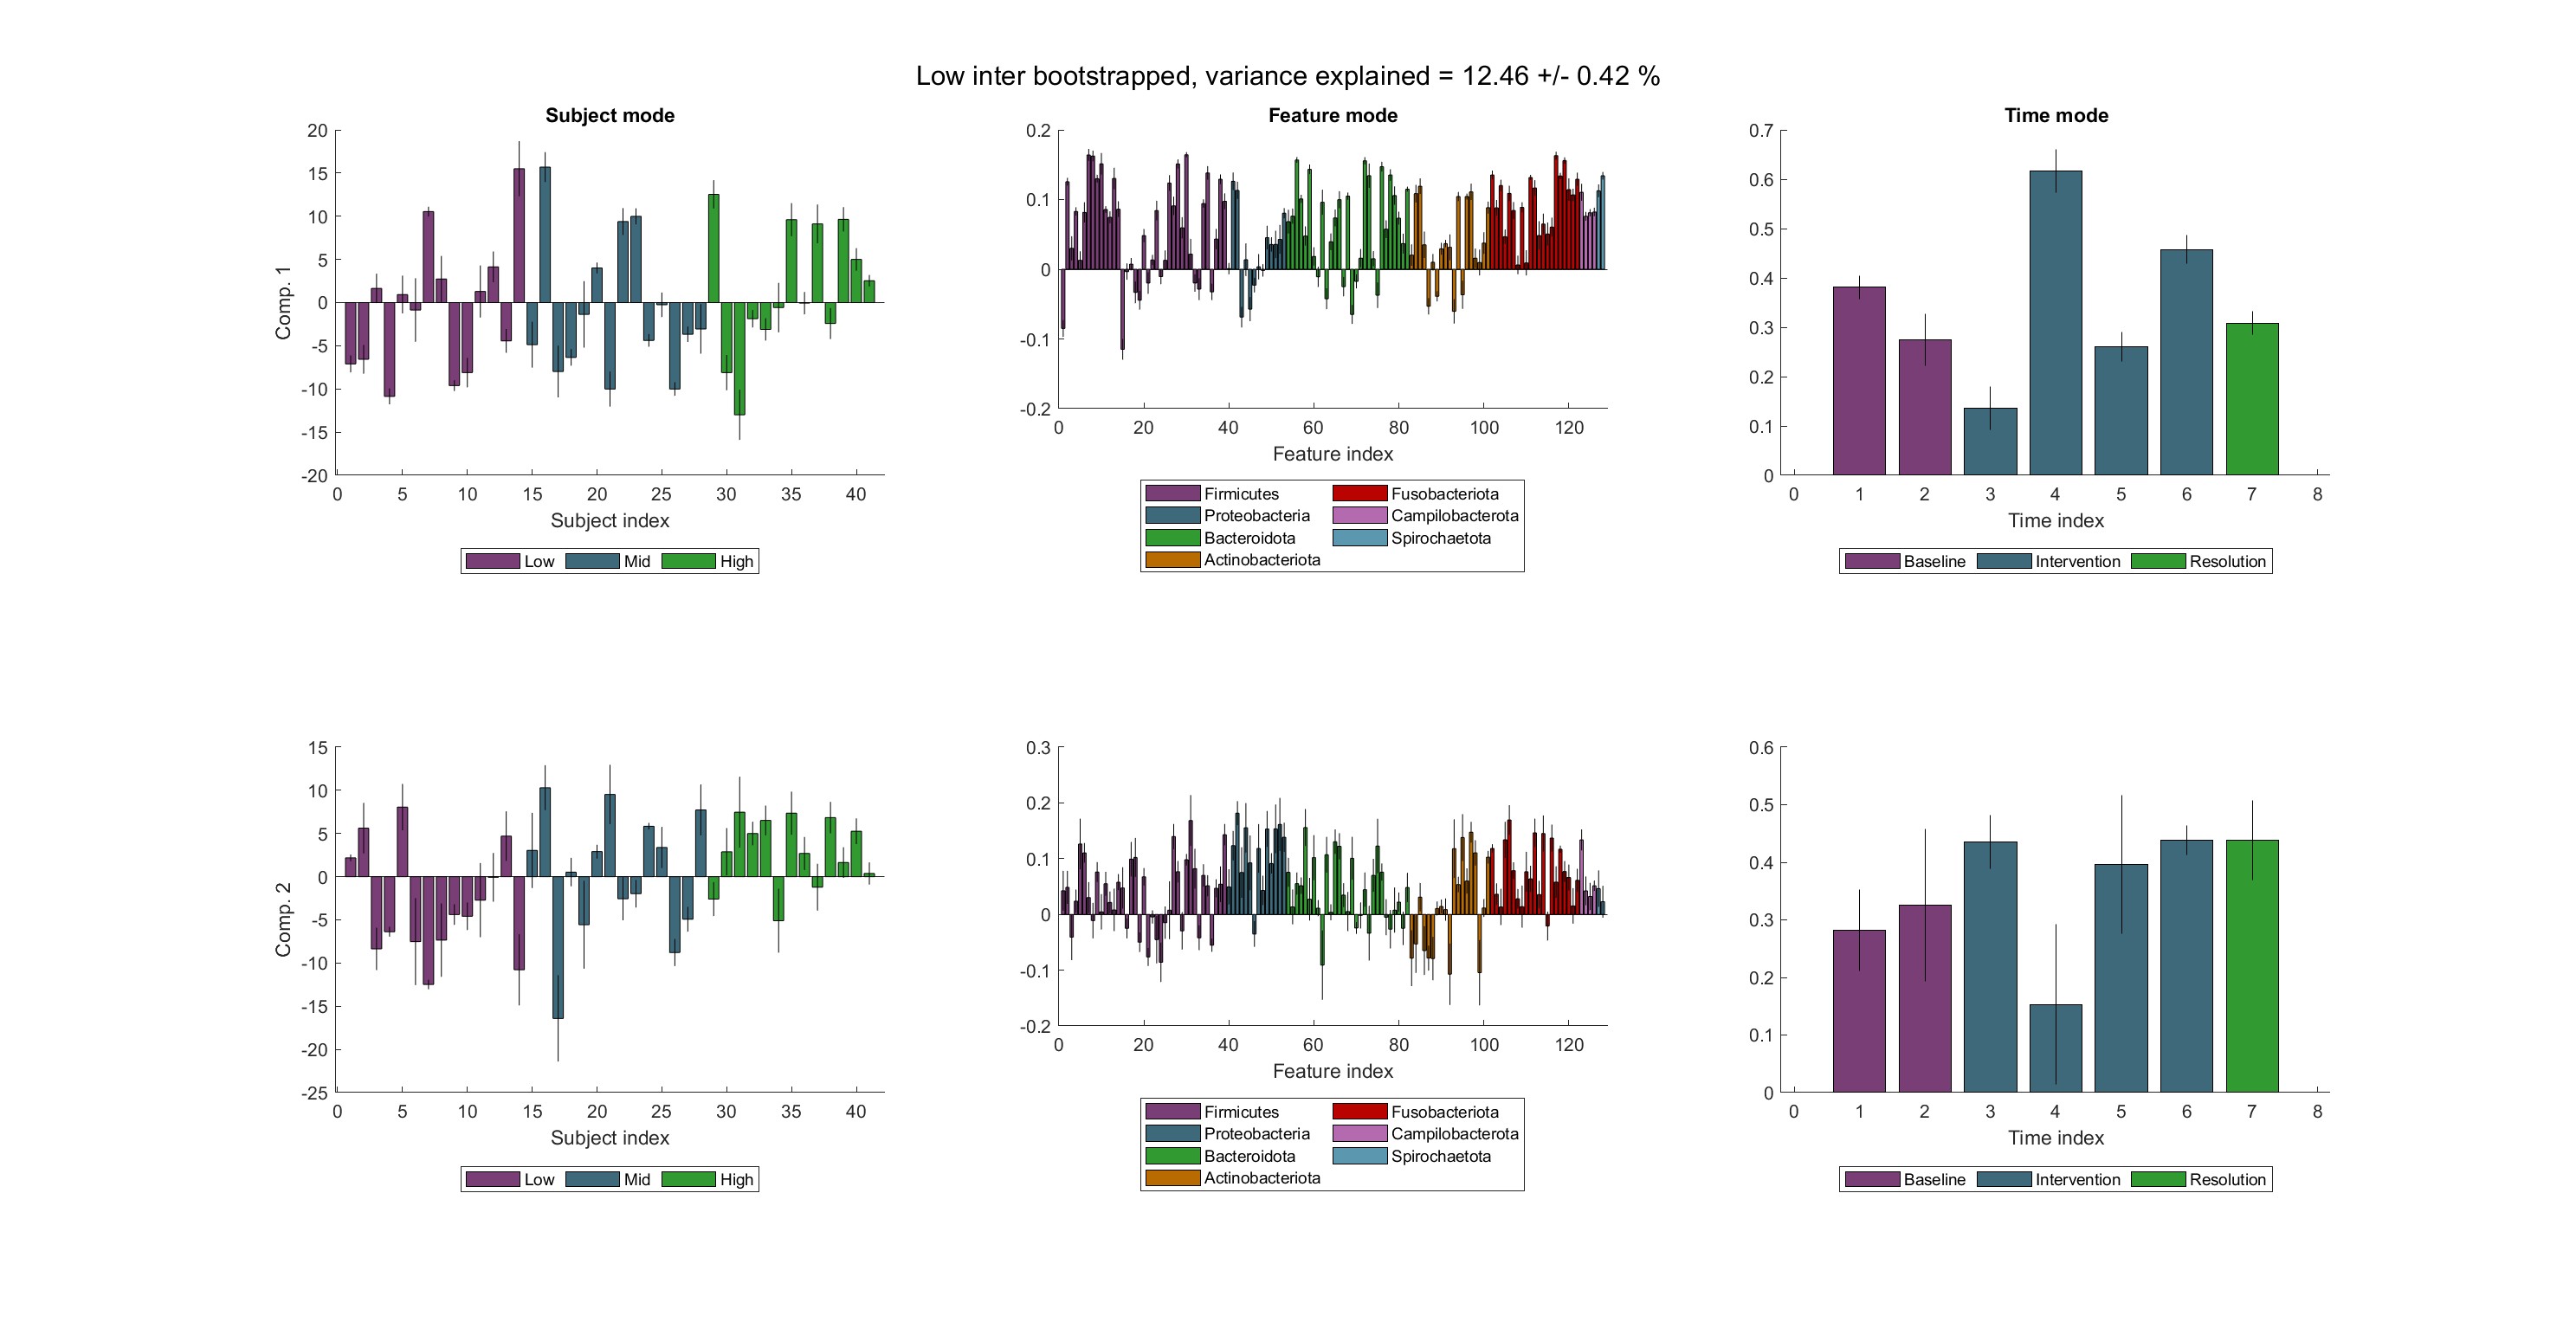 Low inter bootstrapped, variance explained = 12.46 +/- 0.42 %
Subject mode
Comp. 1
20
15
10
5
0
-5
-10
-15
-20
0 5 10 15 20 25 30 35 40
Subject index
Low Mid High
Feature mode
0.2
0.1
0
-0.1
-0.2
0 20 40 60 80 100 120
Feature index
Firmicutes Fusobacteriota
Proteobacteria Campilobacterota
Bacteroidota Spirochaetota
Actinobacteriota
Time mode
0.7
0.6
0.5
0.4
0.3
0.2
0.1
0
0 1 2 3 4 5 6 7 8
Time index
Baseline Intervention Resolution
Comp. 2
15
10
5
0
-5
-10
-15
-20
-25
0 5 10 15 20 25 30 35 40
Subject index
Low Mid High
0.3
0.2
0.1
0
-0.1
-0.2
0 20 40 60 80 100 120
Feature index
Firmicutes Fusobacteriota
Proteobacteria Campilobacterota
Bacteroidota Spirochaetota
Actinobacteriota
0.6
0.5
0.4
0.3
0.2
0.1
0
0 1 2 3 4 5 6 7 8
Time index
Baseline Intervention Resolution